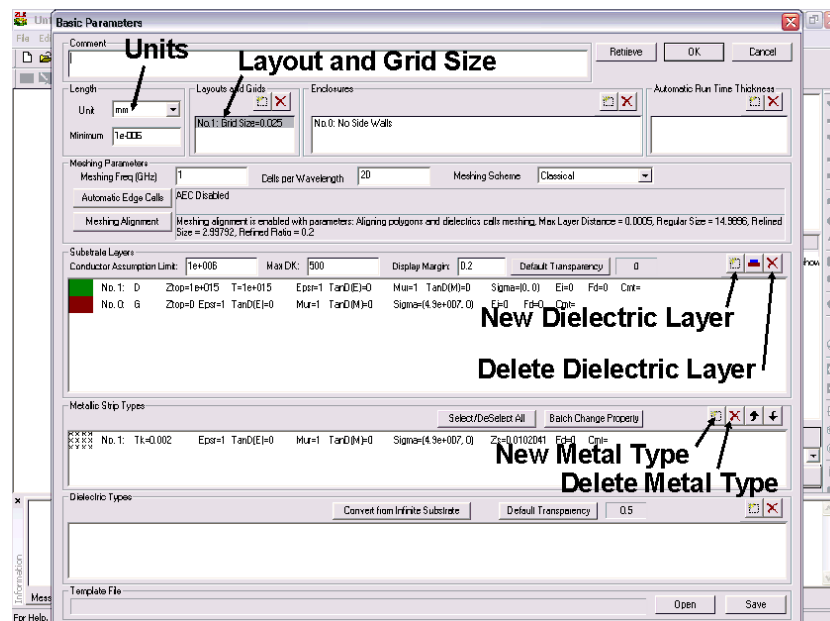 Basic Parameters
File
Comment
Units
Layout and Grid Size
Retrieve
OK
Cancel
Length
Unit mm
Minimum 1e-006
Layouts and Grids
No.1: Grid Size=0.025
Enclosures
No.0: No Side Walls
Automatic Run Time Thickness
Meshing Parameters
Meshing Freq (GHz) 1 Cells per Wavelength 20 Meshing Scheme Classical
Automatic Edge Cells AEC Disabled
Meshing Alignment Meshing alignment is enabled with parameters: Aligning polygons and dielectrics calls meshing, Max Layer Distance = 0.0005, Regular Size = 14.9896, Refined
Size = 2.99792, Refined Ratio = 0.2
Substrate Layers
Conductor Assumption Limit: 1e+006 Max DK: 500 Display Margin: 0.2 Default Transparency 0
No. 1: D Ztop=1e+015 T=1e+015 Epsr=1 TanD(E)=0 Mur=1 TanD(M)=0 Sigma=(0, 0) Ei=0 Fd=0 Cmt=
No. 0: G Ztop=0 Epsr=1 TanD(E)=0 Mur=1 TanD(M)=0 Sigma=(4.9e+007, 0) Ei=0 Fd=0 Cmt=
New Dielectric Layer
Delete Dielectric Layer
Metallic Strip Types
Select/DeSelect All Batch Change Property
No. 1: Tk=0.002 Epsr=1 TanD(E)=0 Mur=1 TanD(M)=0 Sigma=(4.9e+007, 0) Zs=0.0102041 Fd=0 Cmt=
New Metal Type
Delete Metal Type
Dielectric Types
Convert from Infinite Substrate Default Transparency 0.5
Template File
Open Save
Information
Mess
For Help,